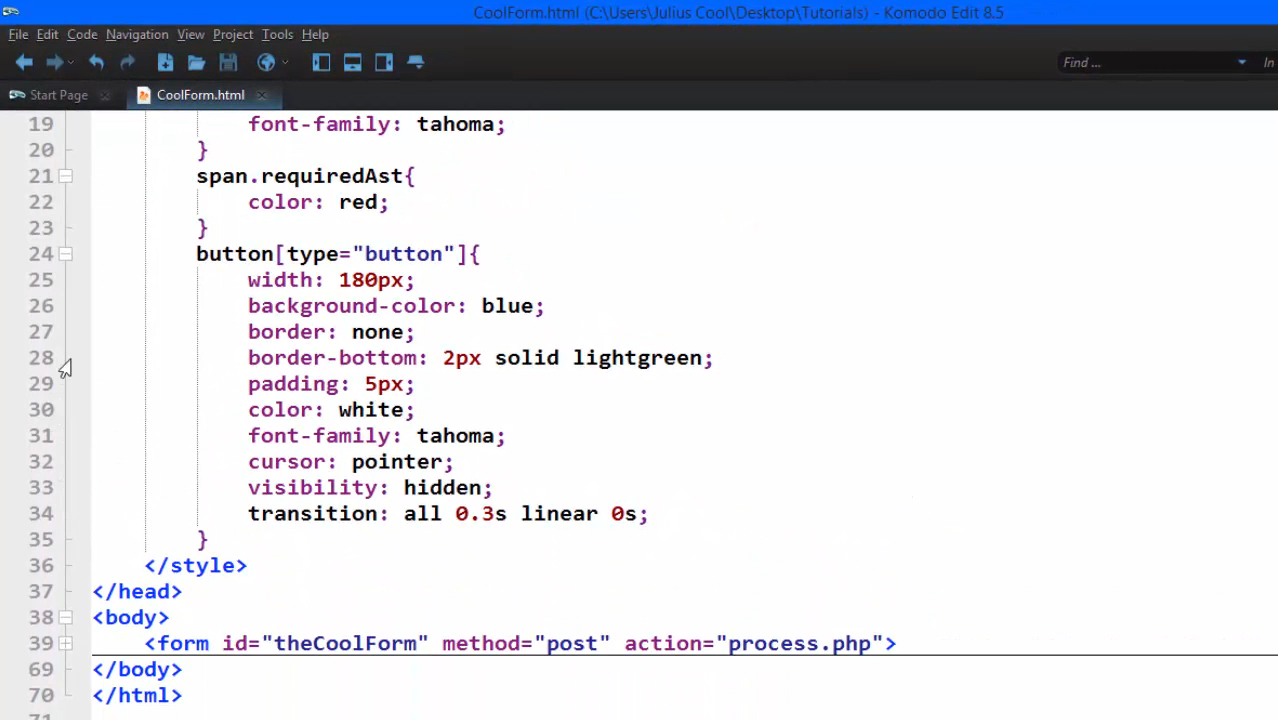 CoolForm.html (C:\Users\Julius Cool\Desktop\Tutorials) - Komodo Edit 8.5
File Edit Code Navigation View Project Tools Help
Find ... In
Start Page CoolForm.html
19 font-family: tahoma;
20 }
21 span.requiredAst{
22 color: red;
23 }
24 button[type="button"]{
25 width: 180px;
26 background-color: blue;
27 border: none;
28 border-bottom: 2px solid lightgreen;
29 padding: 5px;
30 color: white;
31 font-family: tahoma;
32 cursor: pointer;
33 visibility: hidden;
34 transition: all 0.3s linear 0s;
35 }
36 </style>
37 </head>
38 <body>
39 <form id="theCoolForm" method="post" action="process.php">
69 </body>
70 </html>
71